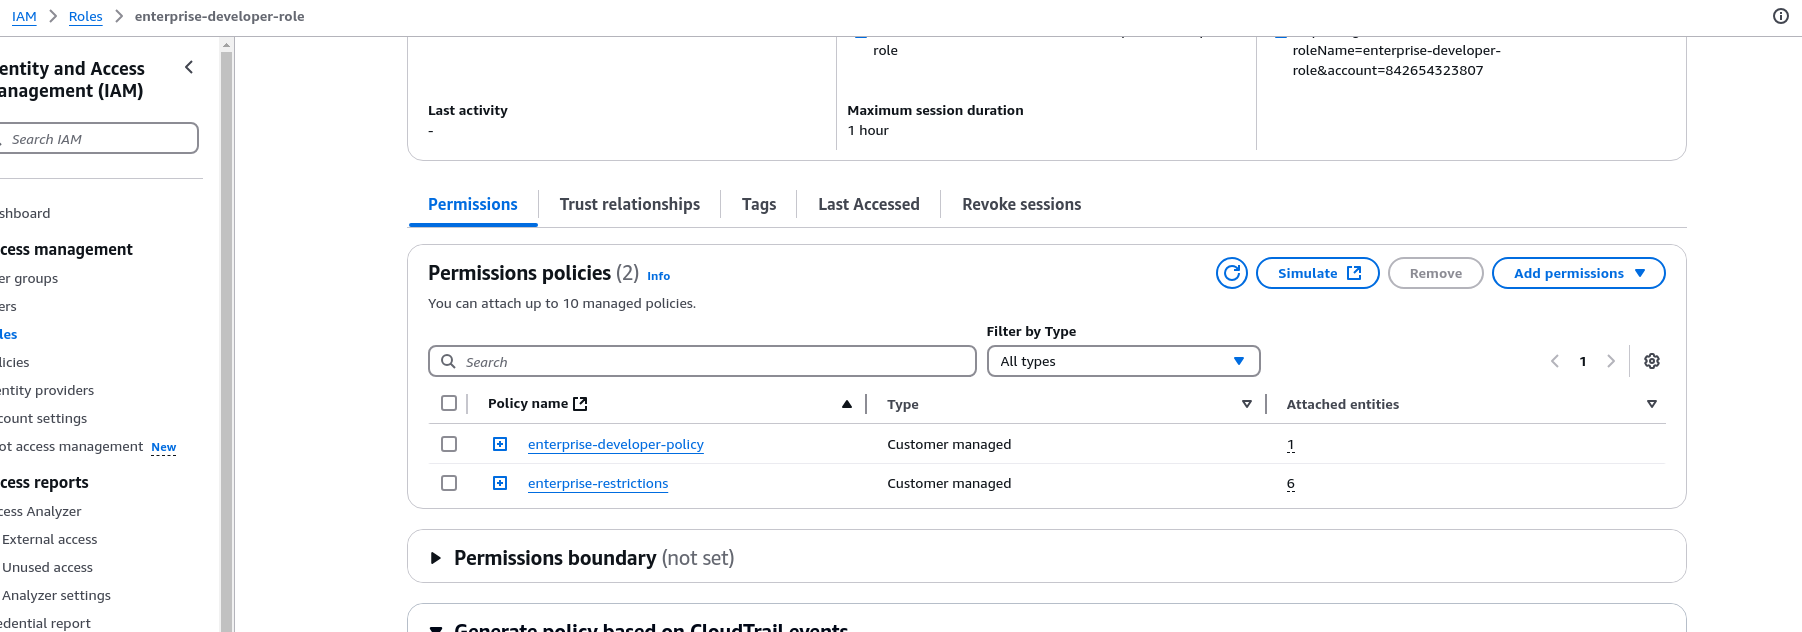 IAM
Roles
enterprise-developer-role
entity and Access
anagement (IAM)
Search IAM
shboard
cess management
er groups
ers
les
licies
entity providers
count settings
ot access management New
cess reports
cess Analyzer
External access
Unused access
Analyzer settings
edential report
role
roleName=enterprise-developer-
role&account=842654323807
Last activity
-
Maximum session duration
1 hour
Permissions
Trust relationships
Tags
Last Accessed
Revoke sessions
Permissions policies (2) Info
Simulate
Remove
Add permissions
You can attach up to 10 managed policies.
Filter by Type
Search
All types
1
Policy name
Type
Attached entities
enterprise-developer-policy
Customer managed
1
enterprise-restrictions
Customer managed
6
Permissions boundary (not set)
Generate policy based on CloudTrail events